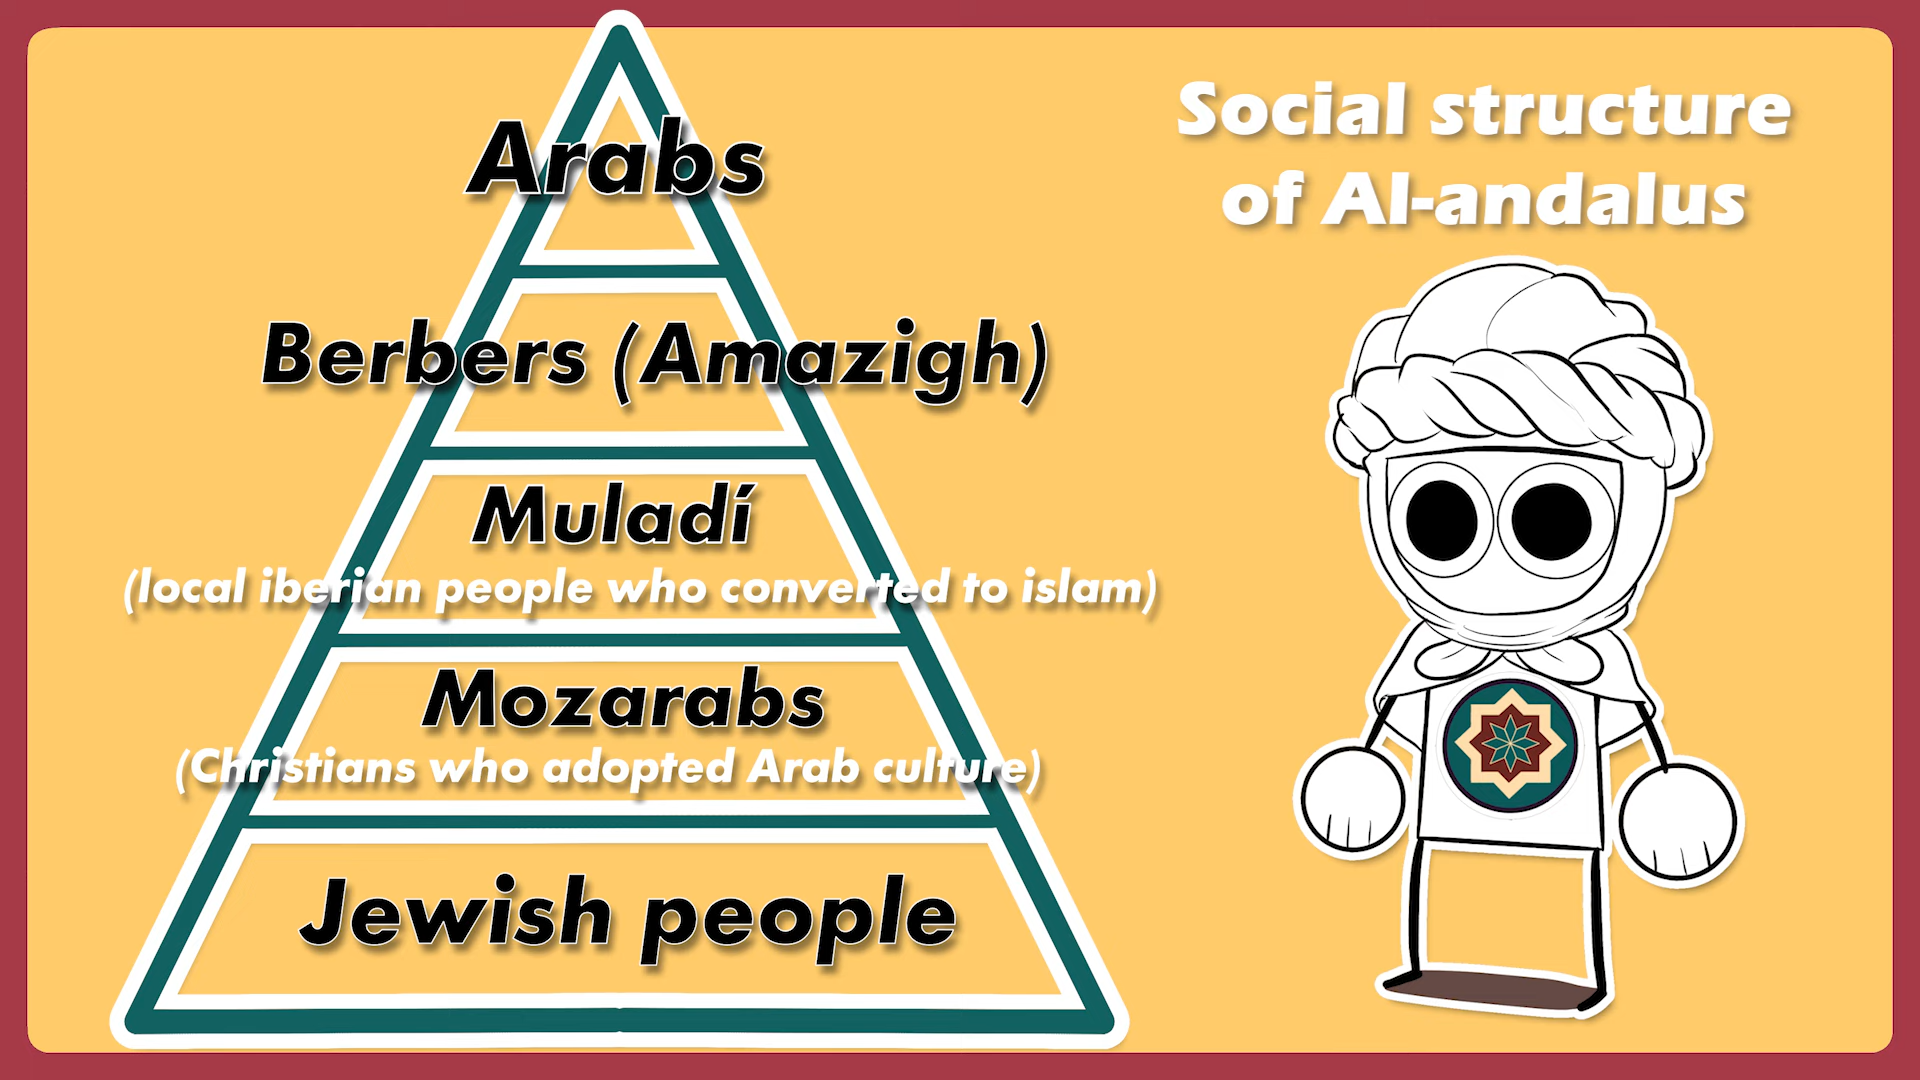 Social structure
of Al-andalus
Arabs
Berbers (Amazigh)
Muladí
(local iberian people who converted to islam)
Mozarabs
(Christians who adopted Arab culture)
Jewish people